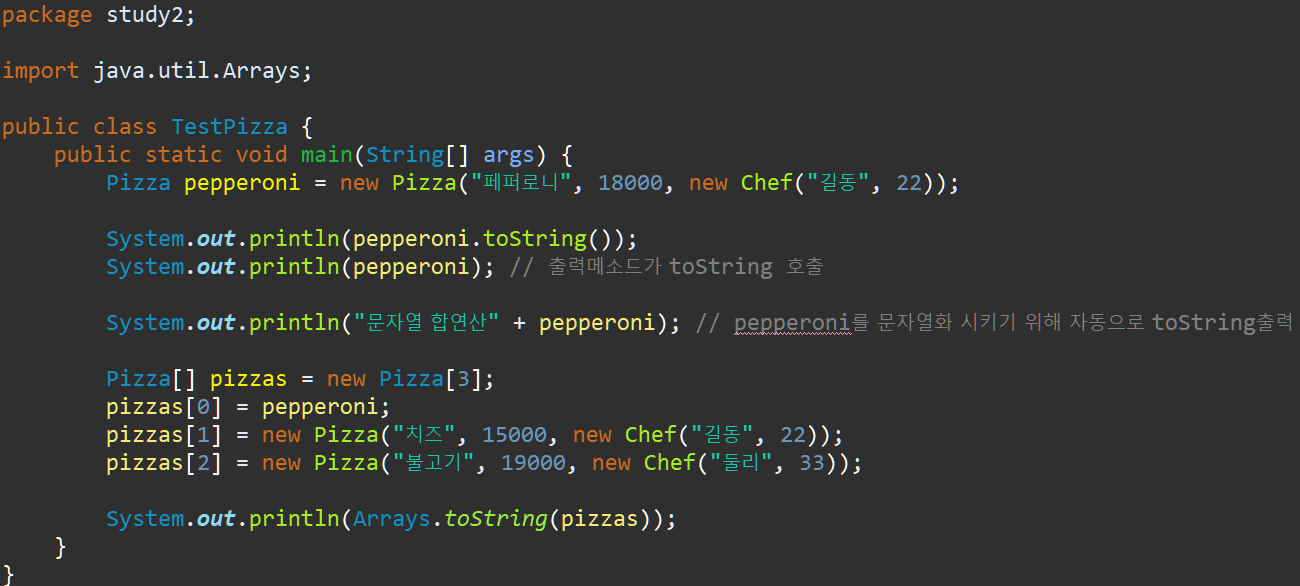 package study2;
import java.util.Arrays;
public class TestPizza {
public static void main(String[] args) {
Pizza pepperoni = new Pizza("페퍼로니", 18000, new Chef("길동", 22));
System.out.println(pepperoni.toString());
System.out.println(pepperoni); // 출력메소드가 toString 호출
System.out.println("문자열 합연산" + pepperoni); // pepperoni를 문자열화 시키기 위해 자동으로 toString출력
Pizza[] pizzas = new Pizza[3];
pizzas[0] = pepperoni;
pizzas[1] = new Pizza("치즈", 15000, new Chef("길동", 22));
pizzas[2] = new Pizza("불고기", 19000, new Chef("둘리", 33));
System.out.println(Arrays.toString(pizzas));
}
}